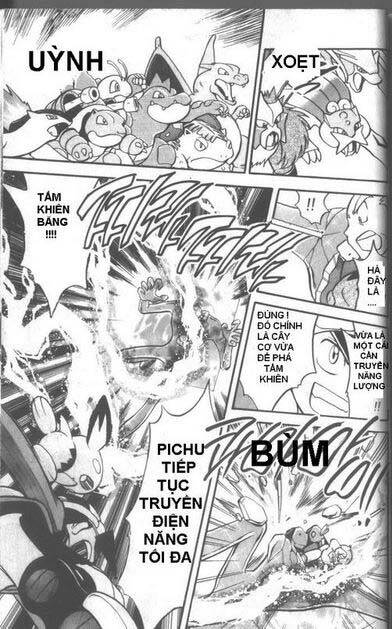 UỲNH
XOẸT
TẤM
KHIÊN
BĂNG
!!!!
HẢ
ĐÂY
LÀ
....
VỪA LÀ
MỘT CÁI
CẦN
TRUYỀN
NĂNG
LƯỢNG
!!
ĐÚNG !
ĐÓ CHÍNH
LÀ CÂY
CƠ VỪA
ĐỂ PHÁ
TẤM
KHIÊN
BÙM
PICHU
TIẾP
TỤC
TRUYỀN
ĐIỆN
NĂNG
TỐI ĐA